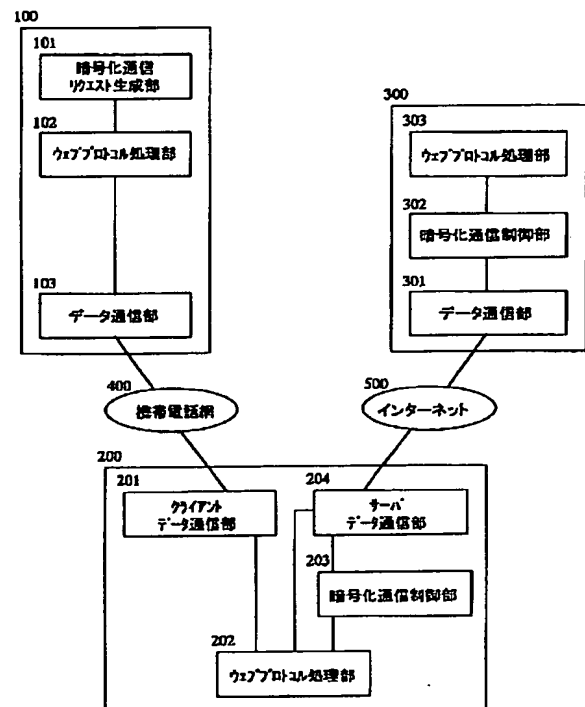 100
101
暗号化通信
リクエスト生成部
102
ウェブプロトコル処理部
103
データ通信部
300
303
ウェブプロトコル処理部
302
暗号化通信制御部
301
データ通信部
400
携帯電話網
500
インターネット
200
201
クライアント
データ通信部
204
サーバ
データ通信部
203
暗号化通信制御部
202
ウェブプロトコル処理部